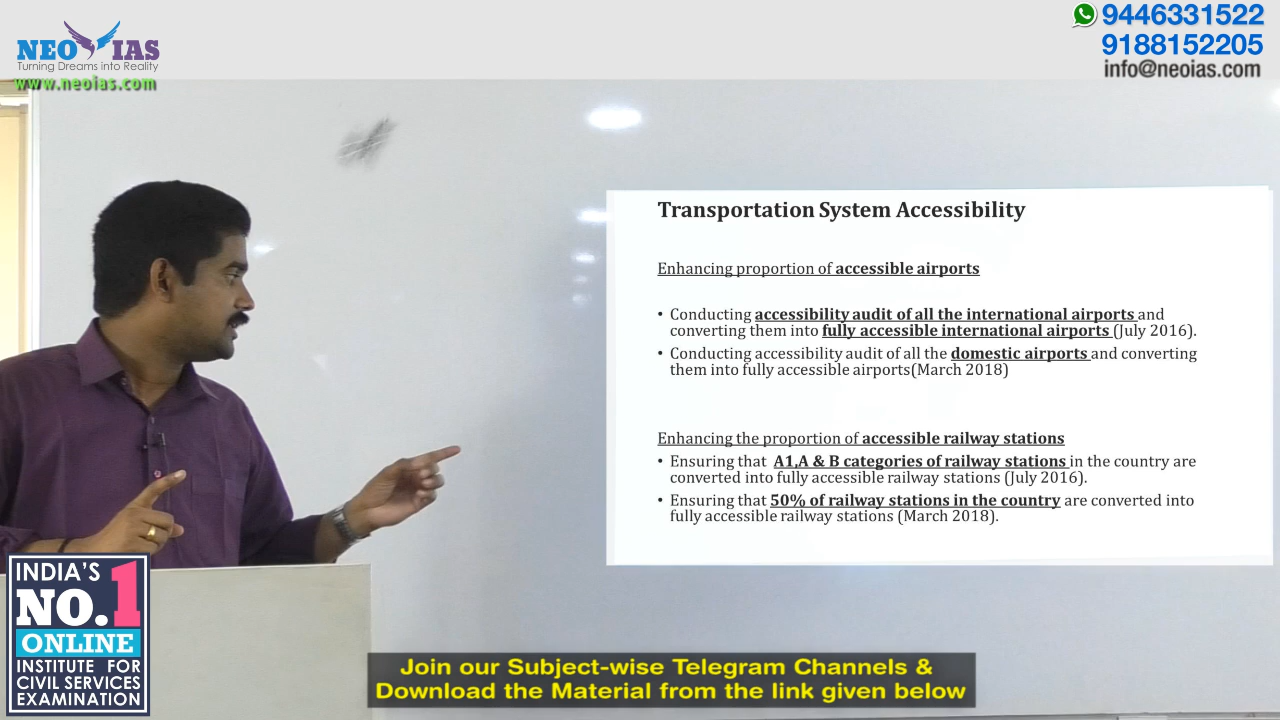 NEO IAS
Turning Dreams into Reality
www.neoias.com
9446331522
9188152205
info@neoias.com
Transportation System Accessibility
Enhancing proportion of accessible airports
• Conducting accessibility audit of all the international airports and
converting them into fully accessible international airports (July 2016).
• Conducting accessibility audit of all the domestic airports and converting
them into fully accessible airports(March 2018)
Enhancing the proportion of accessible railway stations
• Ensuring that A1,A & B categories of railway stations in the country are
converted into fully accessible railway stations (July 2016).
• Ensuring that 50% of railway stations in the country are converted into
fully accessible railway stations (March 2018).
INDIA'S
NO.1
ONLINE
INSTITUTE FOR
CIVIL SERVICES
EXAMINATION
Join our Subject-wise Telegram Channels &
Download the Material from the link given below